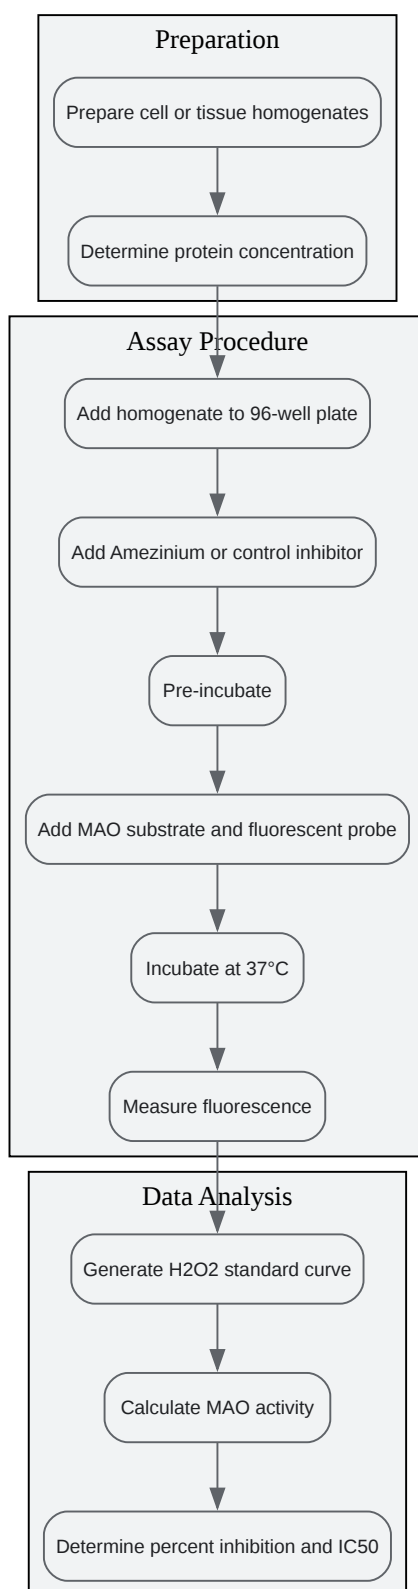 Preparation
Prepare cell or tissue homogenates
Determine protein concentration
Assay Procedure
Add homogenate to 96-well plate
Add Amezinium or control inhibitor
Pre-incubate
Add MAO substrate and fluorescent probe
Incubate at 37°C
Measure fluorescence
Data Analysis
Generate H2O2 standard curve
Calculate MAO activity
Determine percent inhibition and IC50